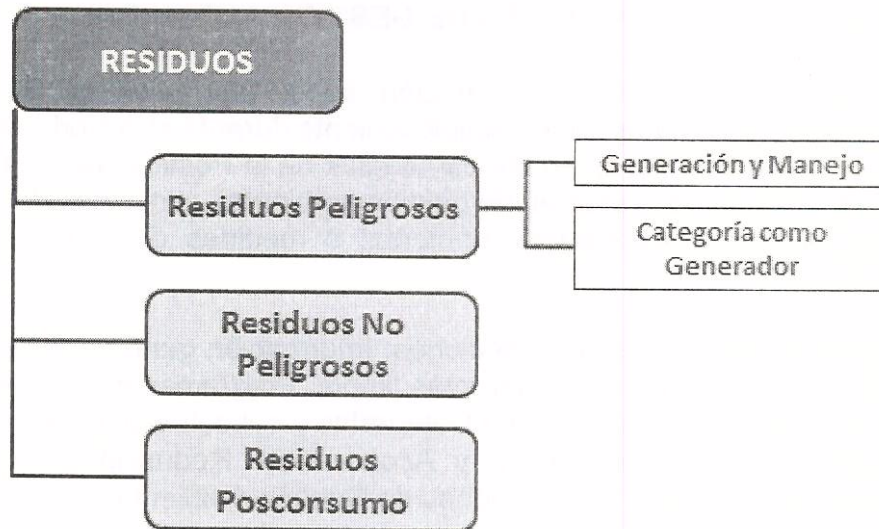 RESIDUOS
Residuos Peligrosos
Generación y Manejo
Categoría como
Generador
Residuos No
Peligrosos
Residuos
Posconsumo